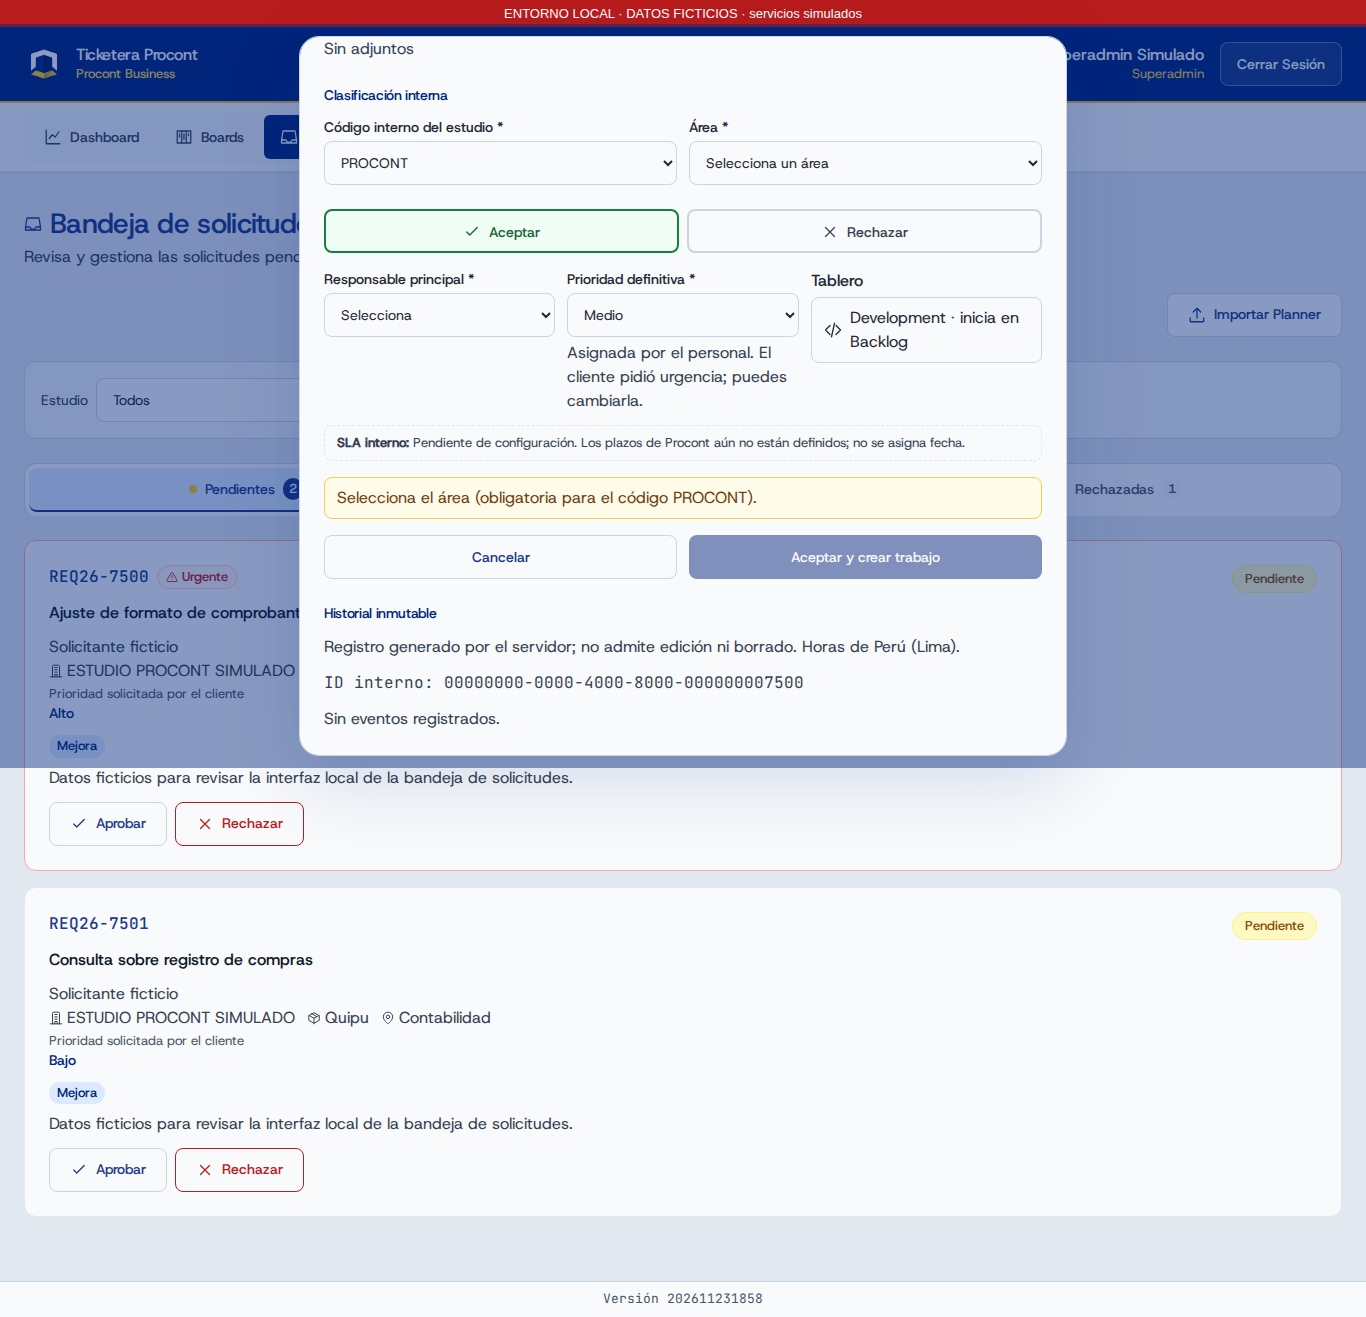 ENTORNO LOCAL · DATOS FICTICIOS · servicios simulados
Ticketera Procont
Procont Business
Superadmin
Simulado
Cerrar Sesión
Dashboard
Boards
Bandeja de
Revisa y gestiona las solicitudes
Importar Planner
Estudio
Todos
Pendientes 2
Rechazadas 1
Sin adjuntos
Clasificación interna
Código interno del estudio *
Área *
PROCONT
Selecciona un área
Aceptar
Rechazar
Responsable principal *
Prioridad definitiva *
Tablero
Selecciona
Medio
Development · inicia en
Backlog
Asignada por el personal. El
cliente pidió urgencia; puedes
cambiarla.
SLA interno: Pendiente de configuración. Los plazos de Procont aún no están definidos; no se asigna fecha.
Selecciona el área (obligatoria para el código PROCONT).
Cancelar
Aceptar y crear trabajo
Historial inmutable
Registro generado por el servidor; no admite edición ni borrado. Horas de Perú (Lima).
ID interno: 00000000-0000-4000-8000-000000007500
Sin eventos registrados.
REQ26-7500
Urgente
Pendiente
Ajuste de formato de
Solicitante ficticio
ESTUDIO PROCONT SIMULADO
Prioridad solicitada por el cliente
Alto
Mejora
Datos ficticios para revisar la interfaz local de la bandeja de solicitudes.
Aprobar
Rechazar
REQ26-7501
Pendiente
Consulta sobre registro de compras
Solicitante ficticio
ESTUDIO PROCONT SIMULADO Quipu Contabilidad
Prioridad solicitada por el cliente
Bajo
Mejora
Datos ficticios para revisar la interfaz local de la bandeja de solicitudes.
Aprobar
Rechazar
Versión 202611231858